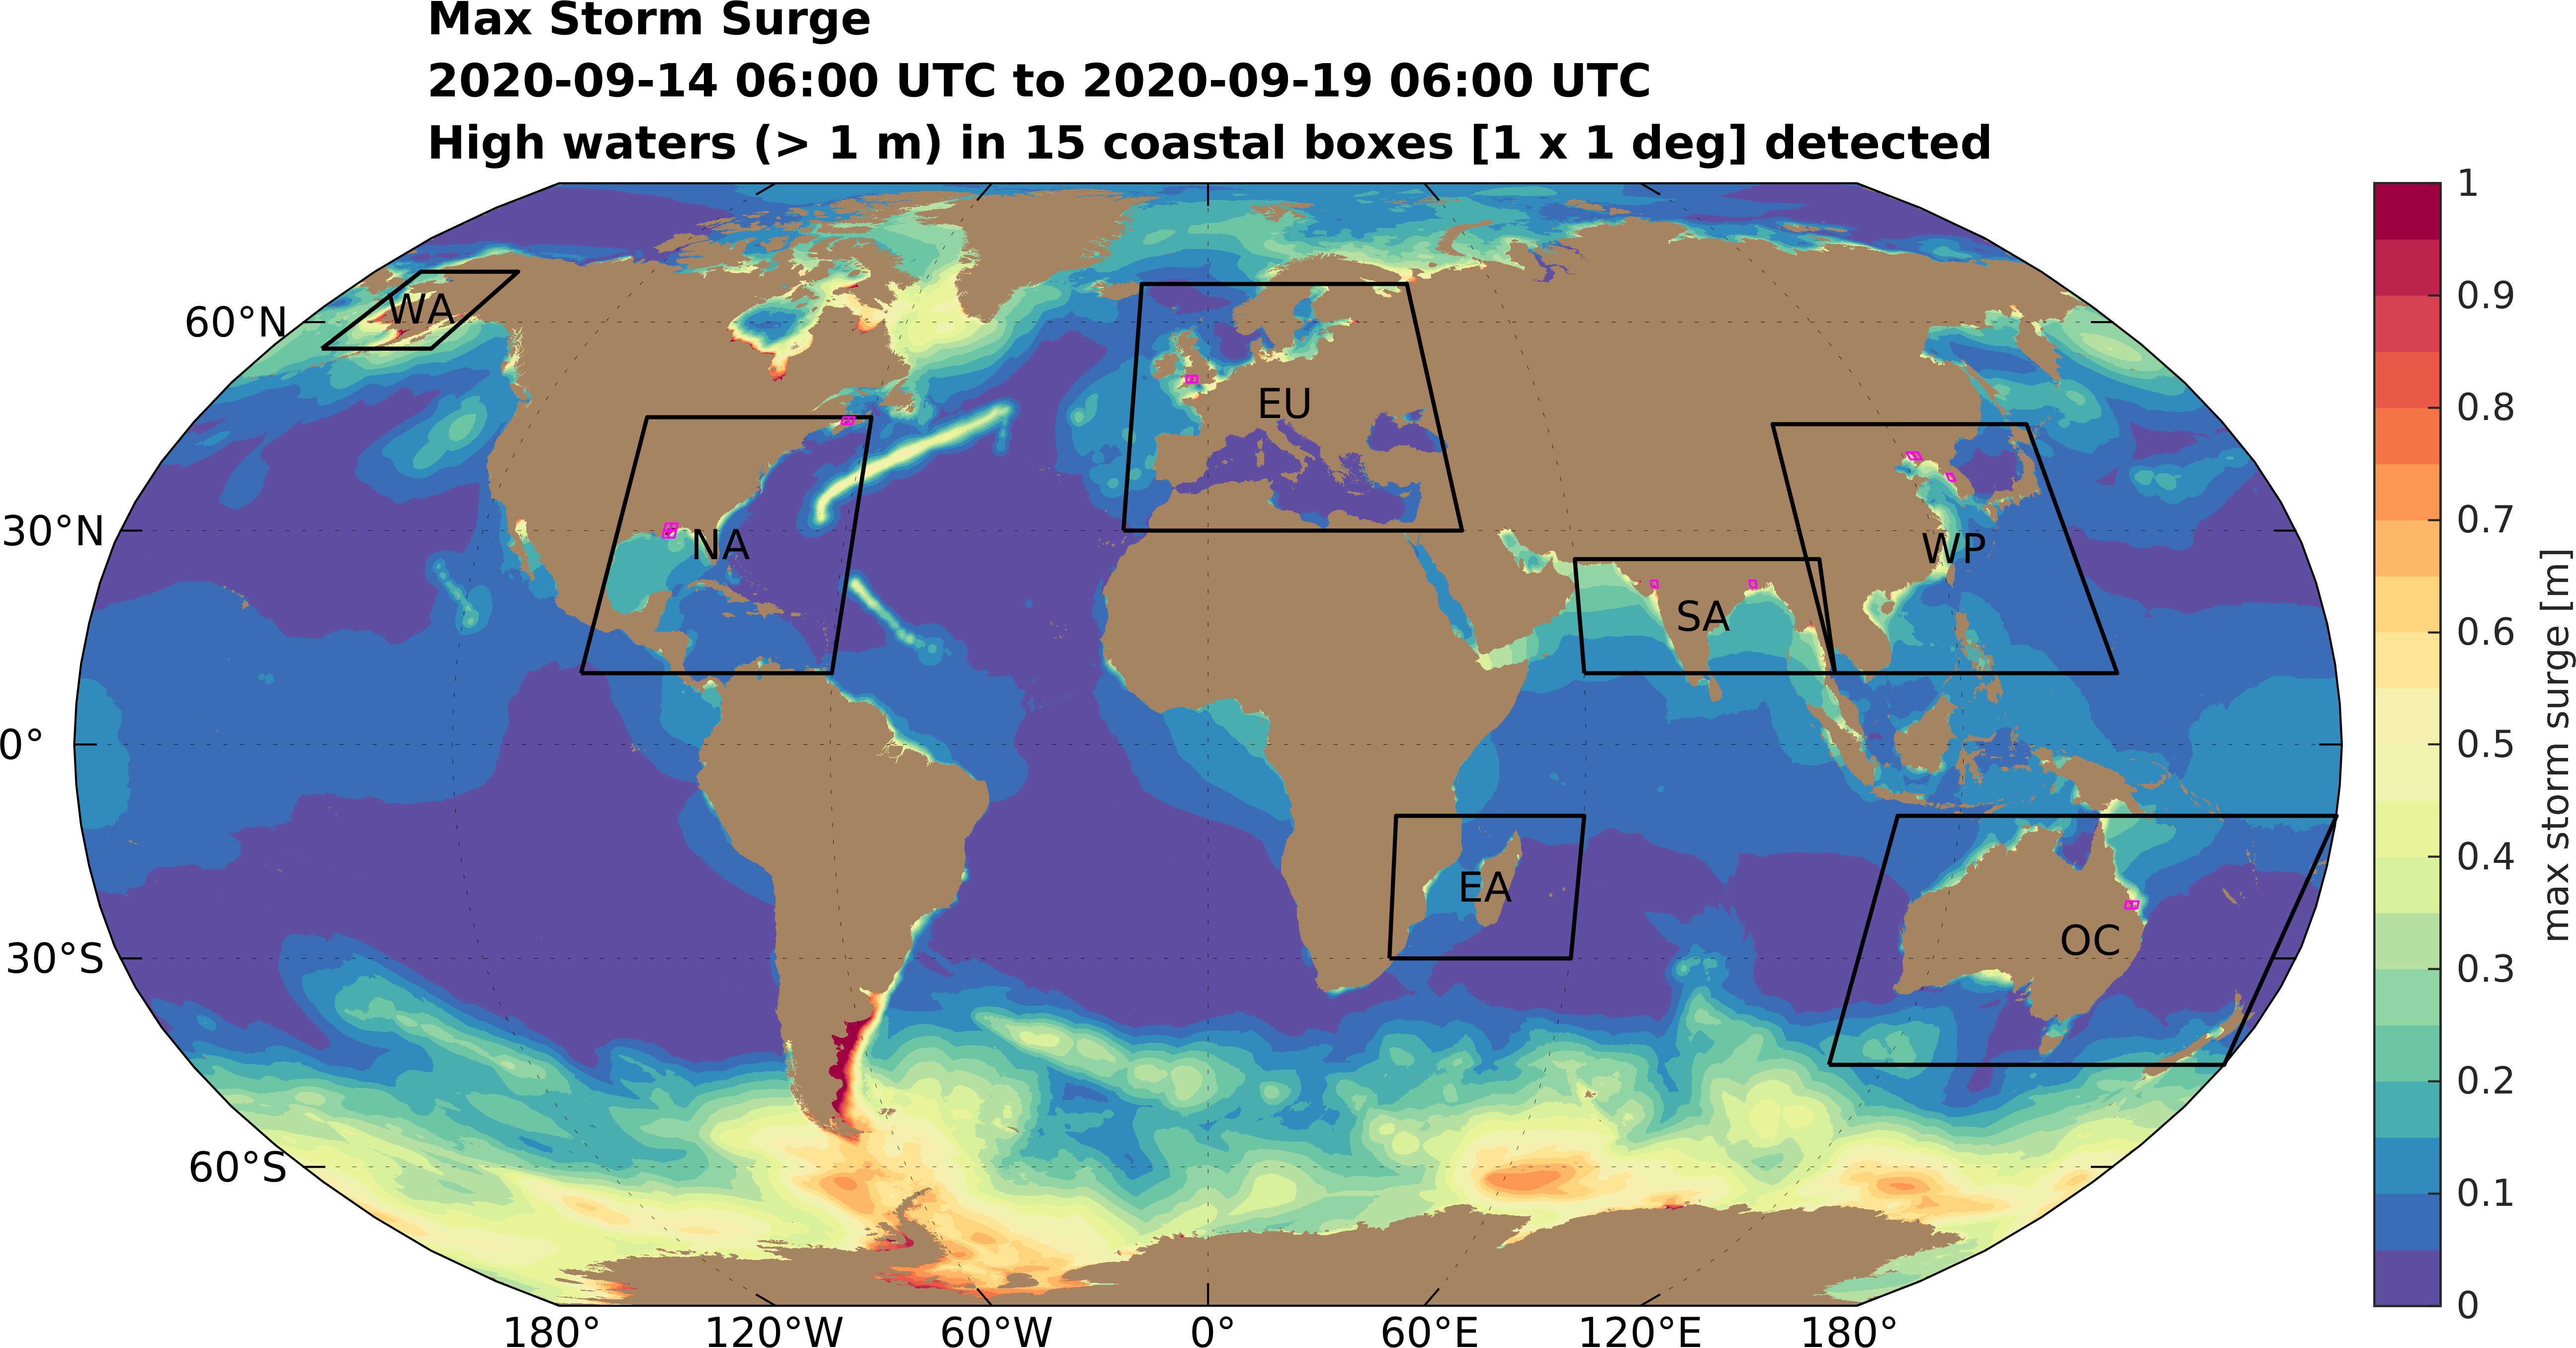 Max Storm Surge
2020-09-14 06:00 UTC to 2020-09-19 06:00 UTC
High waters (> 1 m) in 15 coastal boxes [1 x 1 deg] detected
60°N
30°N
0°
30°S
60°S
WA
NA
EU
SA
WP
EA
OC
180°
120°W
60°W
0°
60°E
120°E
180°
1
0.9
0.8
0.7
0.6
0.5
0.4
0.3
0.2
0.1
0
max storm surge [m]